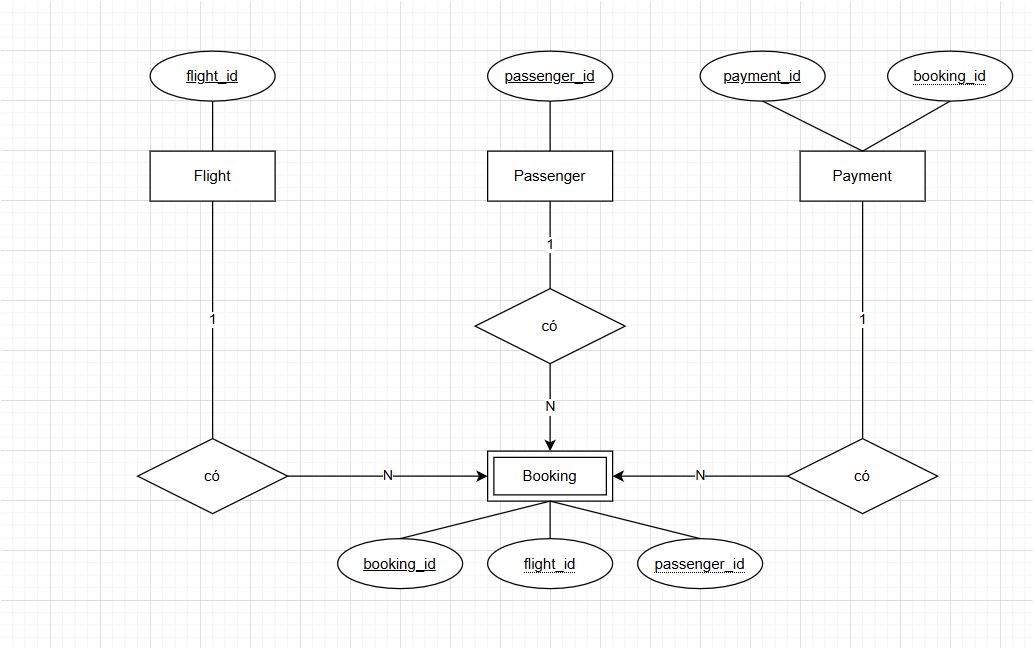 flight_id
passenger_id
payment_id
booking_id
Flight
Passenger
Payment
1
1
1
có
N
có
N
Booking
N
có
booking_id
flight_id
passenger_id